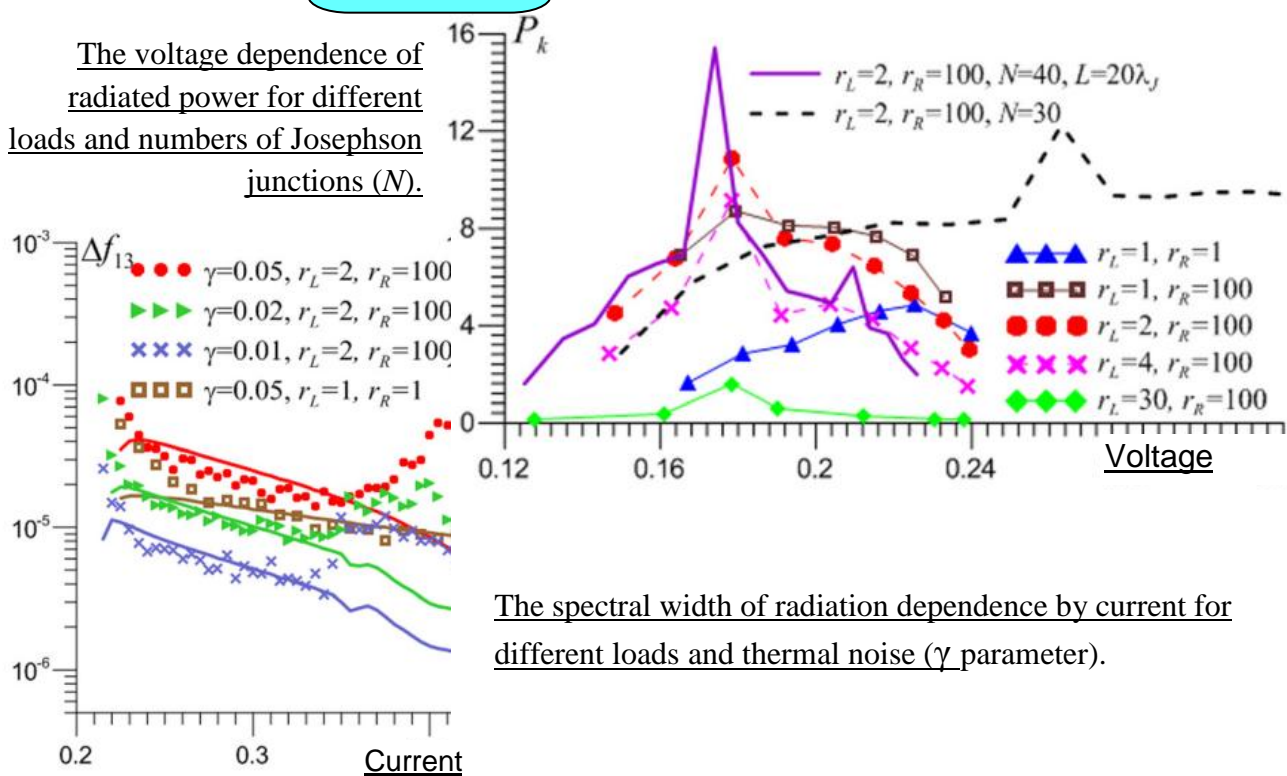 The voltage dependence of
radiated power for different
loads and numbers of Josephson
junctions (N).
16
12
8
4
0
P_k
r_L=2, r_R=100, N=40, L=20λ_J
r_L=2, r_R=100, N=30
r_L=1, r_R=1
r_L=1, r_R=100
r_L=2, r_R=100
r_L=4, r_R=100
r_L=30, r_R=100
0.12 0.16 0.2 0.24
Voltage
10^-3
10^-4
10^-5
10^-6
Δf_13
γ=0.05, r_L=2, r_R=100
γ=0.02, r_L=2, r_R=100
γ=0.01, r_L=2, r_R=100
γ=0.05, r_L=1, r_R=1
0.2 0.3
Current
The spectral width of radiation dependence by current for
different loads and thermal noise (γ parameter).